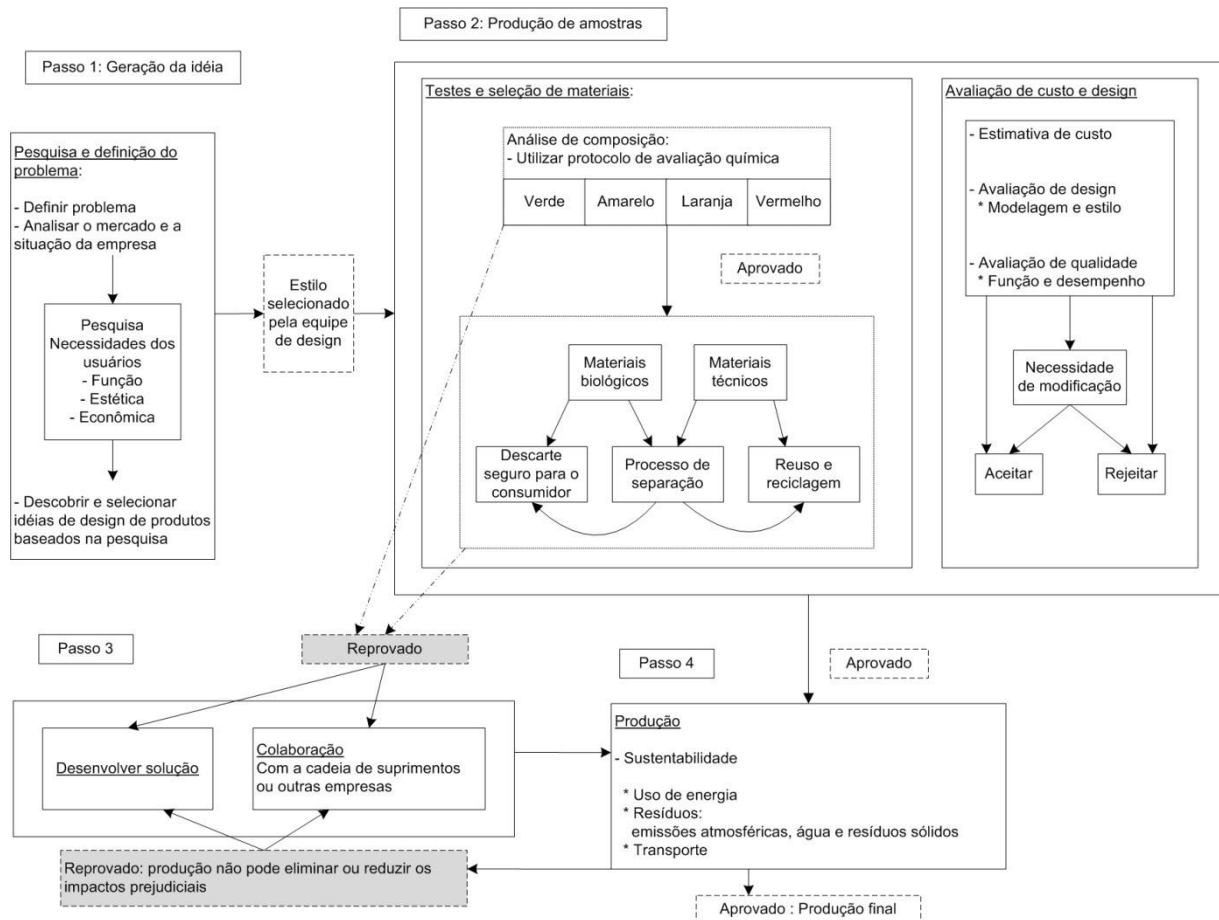 Passo 2: Produção de amostras
Passo 1: Geração da idéia
Pesquisa e definição do
problema:
- Definir problema
- Analisar o mercado e a
situação da empresa
Pesquisa
Necessidades dos
usuários
- Função
- Estética
- Econômica
- Descobrir e selecionar
idéias de design de produtos
baseados na pesquisa
Estilo
selecionado
pela equipe
de design
Testes e seleção de materiais:
Análise de composição:
- Utilizar protocolo de avaliação química
Verde
Amarelo
Laranja
Vermelho
Aprovado
Materiais
biológicos
Materiais
técnicos
Descarte
seguro para o
consumidor
Processo de
separação
Reuso e
reciclagem
Avaliação de custo e design
- Estimativa de custo
- Avaliação de design
* Modelagem e estilo
- Avaliação de qualidade
* Função e desempenho
Necessidade
de modificação
Aceitar
Rejeitar
Passo 3
Reprovado
Desenvolver solução
Colaboração
Com a cadeia de suprimentos
ou outras empresas
Reprovado: produção não pode eliminar ou reduzir os
impactos prejudiciais
Passo 4
Aprovado
Produção
- Sustentabilidade
* Uso de energia
* Resíduos:
emissões atmosféricas, água e resíduos sólidos
* Transporte
Aprovado : Produção final